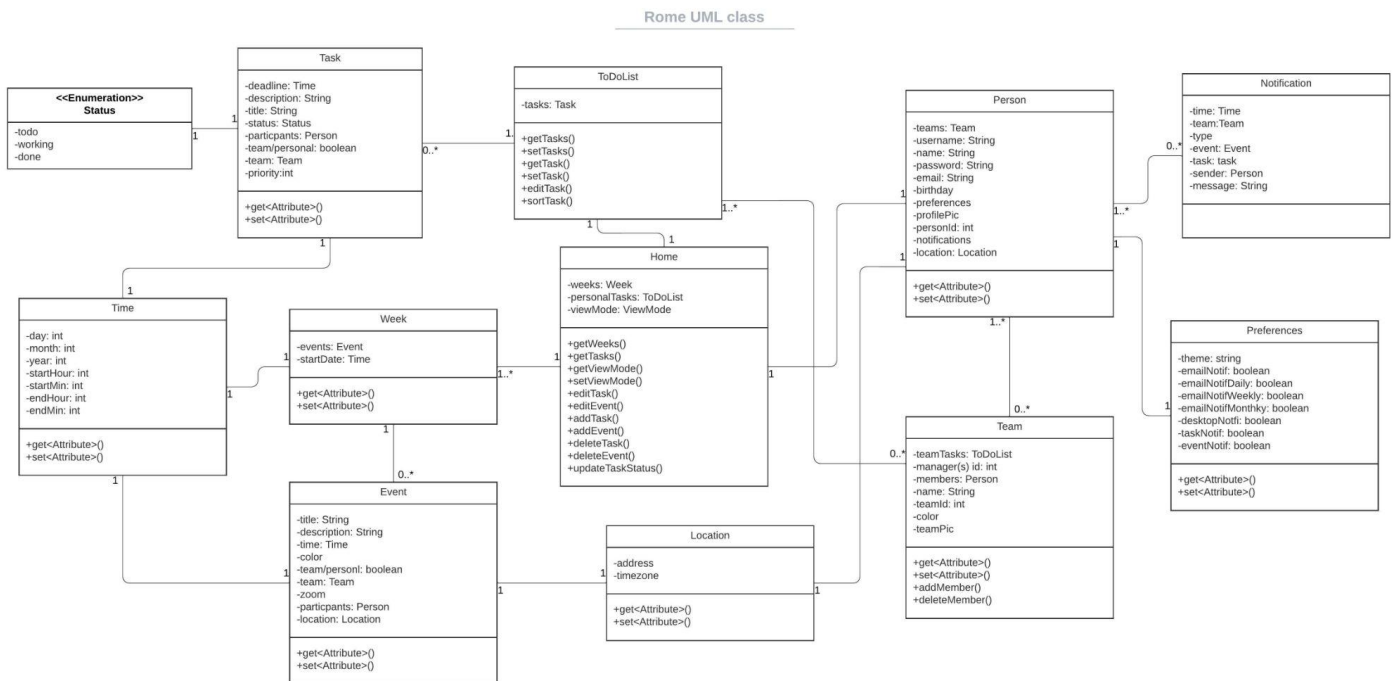 Rome UML class
<<Enumeration>>
Status
-todo
-working
-done
Task
-deadline: Time
-description: String
-title: String
-status: Status
-particpants: Person
-team/personal: boolean
-team: Team
-priority:int
+get<Attribute>()
+set<Attribute>()
ToDoList
-tasks: Task
+getTasks()
+setTasks()
+getTask()
+setTask()
+editTask()
+sortTask()
Person
-teams: Team
-username: String
-name: String
-password: String
-email: String
-birthday
-preferences
-profilePic
-personId: int
-notifications
-location: Location
+get<Attribute>()
+set<Attribute>()
Notification
-time: Time
-team:Team
-type
-event: Event
-task: task
-sender: Person
-message: String
Time
-day: int
-month: int
-year: int
-startHour: int
-startMin: int
-endHour: int
-endMin: int
+get<Attribute>()
+set<Attribute>()
Week
-events: Event
-startDate: Time
+get<Attribute>()
+set<Attribute>()
Home
-weeks: Week
-personalTasks: ToDoList
-viewMode: ViewMode
+getWeeks()
+getTasks()
+getViewMode()
+setViewMode()
+editTask()
+editEvent()
+addTask()
+addEvent()
+deleteTask()
+deleteEvent()
+updateTaskStatus()
Preferences
-theme: string
-emailNotif: boolean
-emailNotifDaily: boolean
-emailNotifWeekly: boolean
-emailNotifMonthky: boolean
-desktopNotfi: boolean
-taskNotif: boolean
-eventNotif: boolean
+get<Attribute>()
+set<Attribute>()
Event
-title: String
-description: String
-time: Time
-color
-team/personl: boolean
-team: Team
-zoom
-particpants: Person
-location: Location
+get<Attribute>()
+set<Attribute>()
Location
-address
-timezone
+get<Attribute>()
+set<Attribute>()
Team
-teamTasks: ToDoList
-manager(s) id: int
-members: Person
-name: String
-teamId: int
-color
-teamPic
+get<Attribute>()
+set<Attribute>()
+addMember()
+deleteMember()
1
1
0..*
1.
1
1
1
1
1..*
0..*
1
1
1..*
1
1
1
0..*
1
1
1
1
1
1
1
1
0..*
1..*
1
1
1..*
0..*